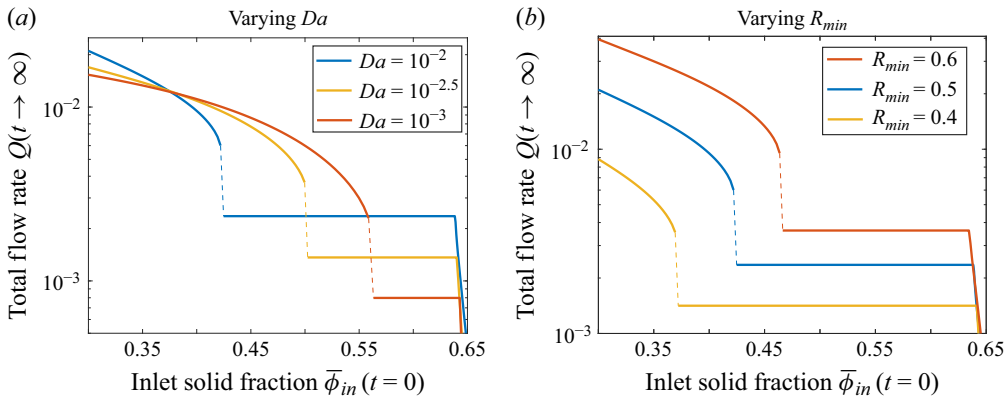 (a) Varying Da
Total flow rate Q(t → ∞)
10⁻²
10⁻³
Da = 10⁻²
Da = 10⁻²·⁵
Da = 10⁻³
0.35 0.45 0.55 0.65
Inlet solid fraction ϕ̅_in (t = 0)
(b) Varying R_min
Total flow rate Q(t → ∞)
10⁻²
10⁻³
R_min = 0.6
R_min = 0.5
R_min = 0.4
0.35 0.45 0.55 0.65
Inlet solid fraction ϕ̅_in (t = 0)